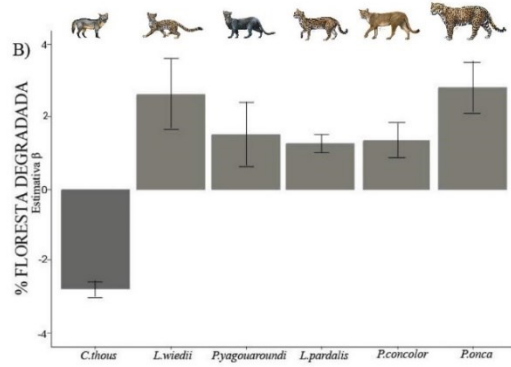 B)
% FLORESTA DEGRADADA
Estimativa β
4
2
0
-2
-4
C.thous
L.wiedii
P.yagouaroundi
L.pardalis
P.concolor
P.onca